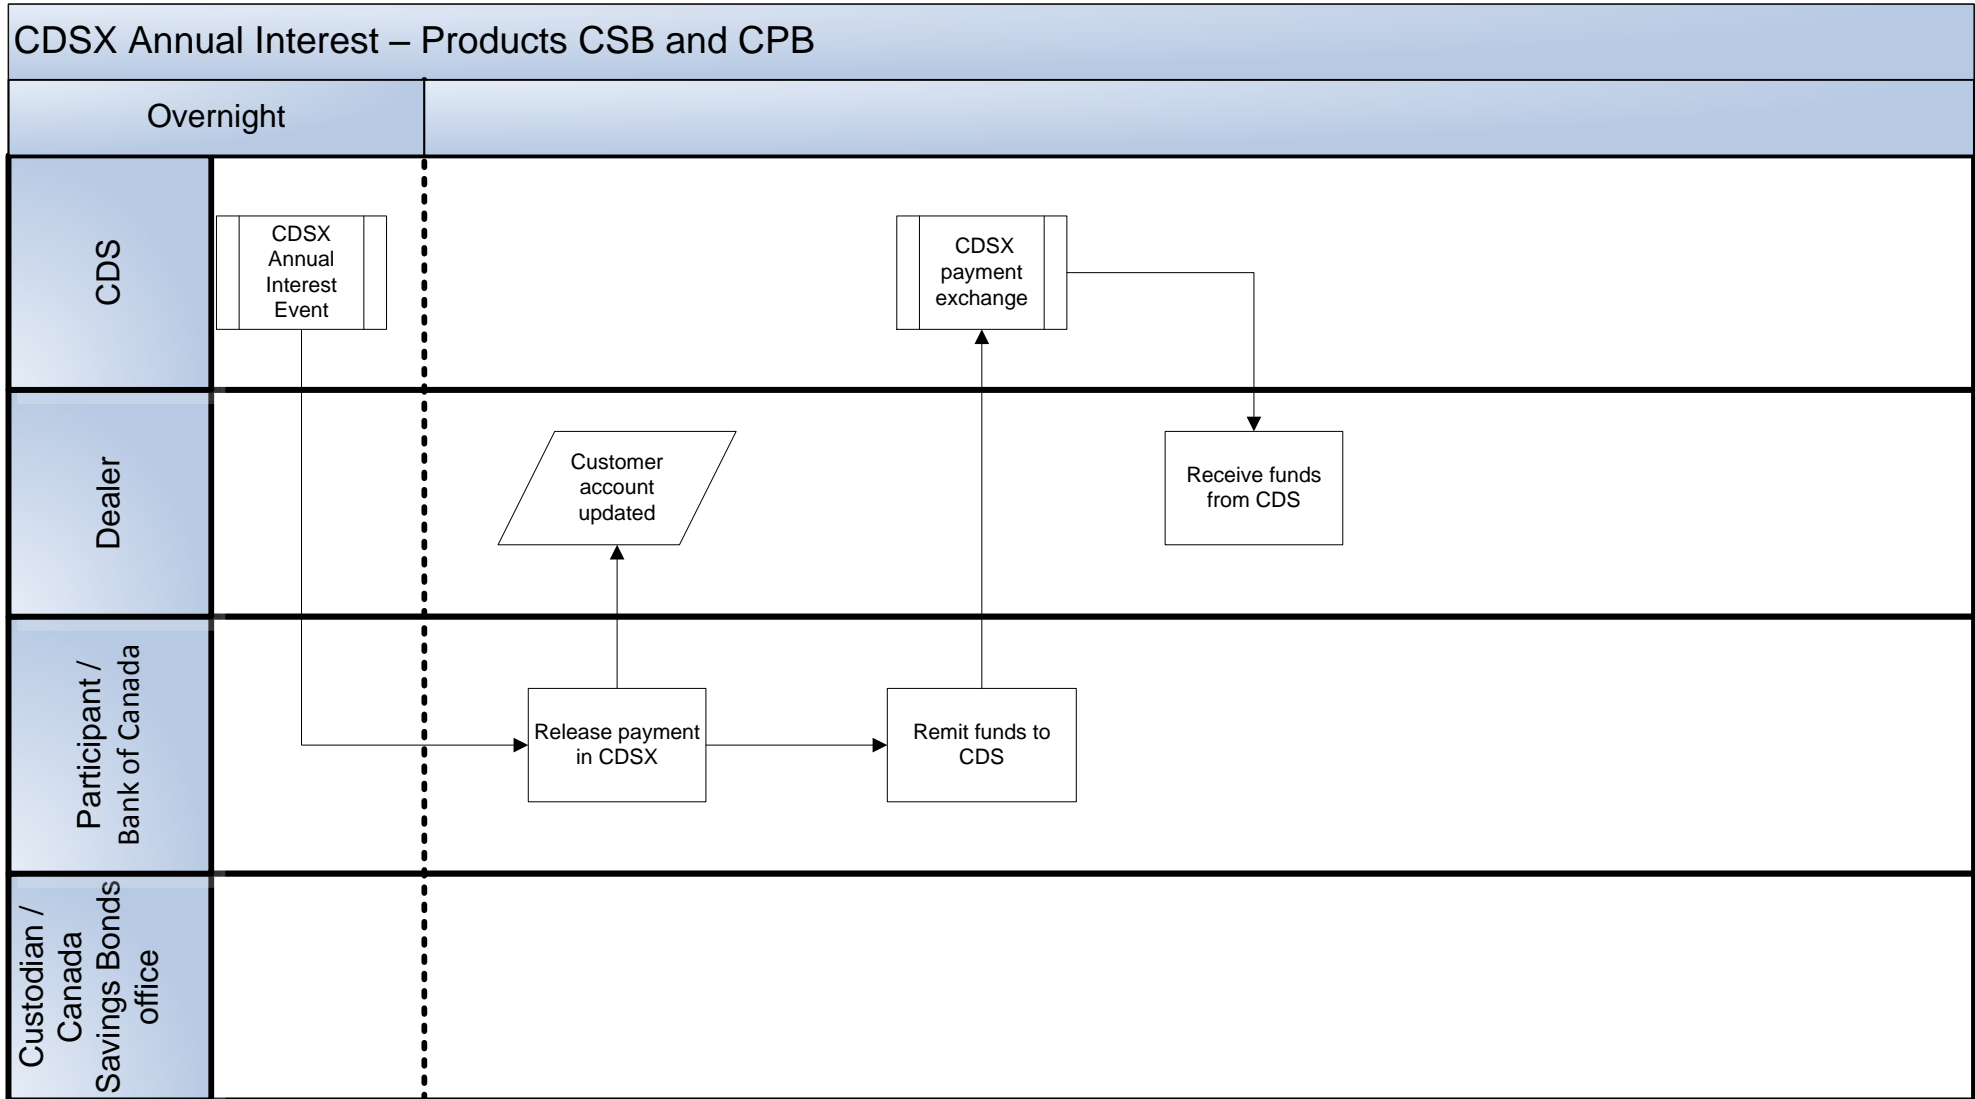 CDSX Annual Interest – Products CSB and CPB
Overnight
CDS
CDSX
Annual
Interest
Event
CDSX
payment
exchange
Dealer
Customer
account
updated
Receive funds
from CDS
Participant /
Bank of Canada
Release payment
in CDSX
Remit funds to
CDS
Custodian /
Canada
Savings Bonds
office